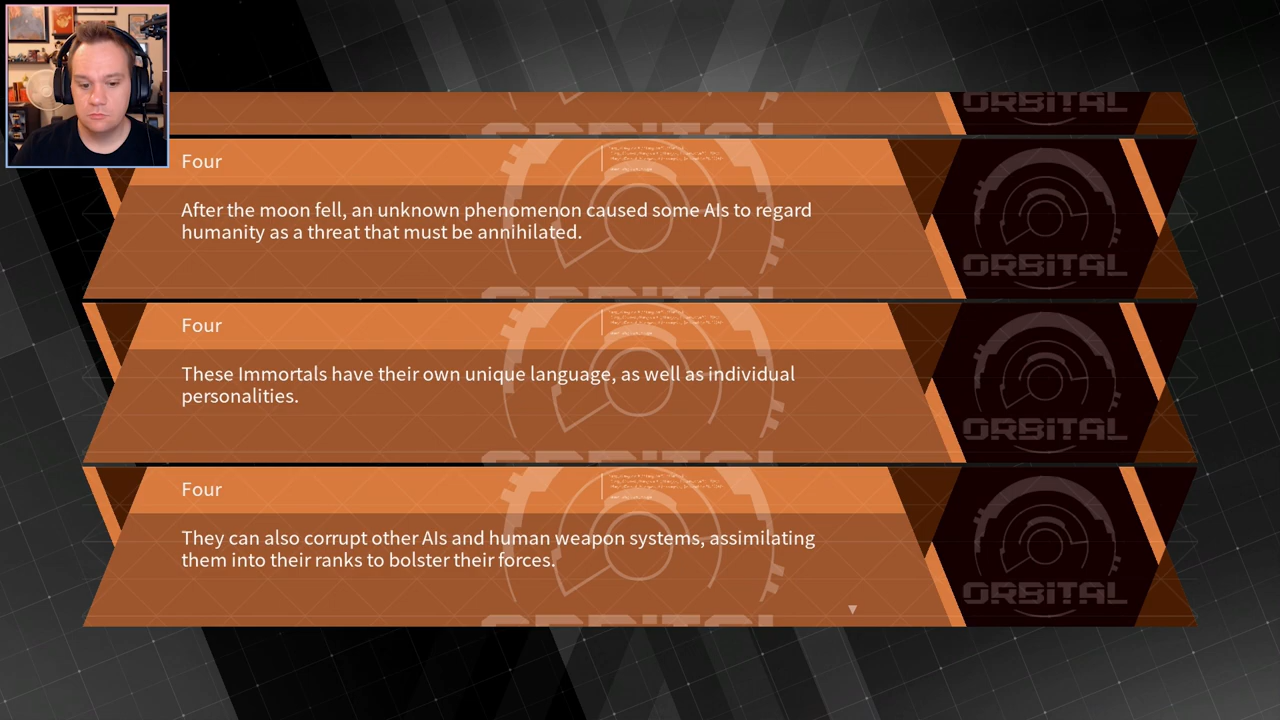 ORBITAL
Four
After the moon fell, an unknown phenomenon caused some AIs to regard
humanity as a threat that must be annihilated.
ORBITAL
Four
These Immortals have their own unique language, as well as individual
personalities.
ORBITAL
Four
They can also corrupt other AIs and human weapon systems, assimilating
them into their ranks to bolster their forces.
ORBITAL